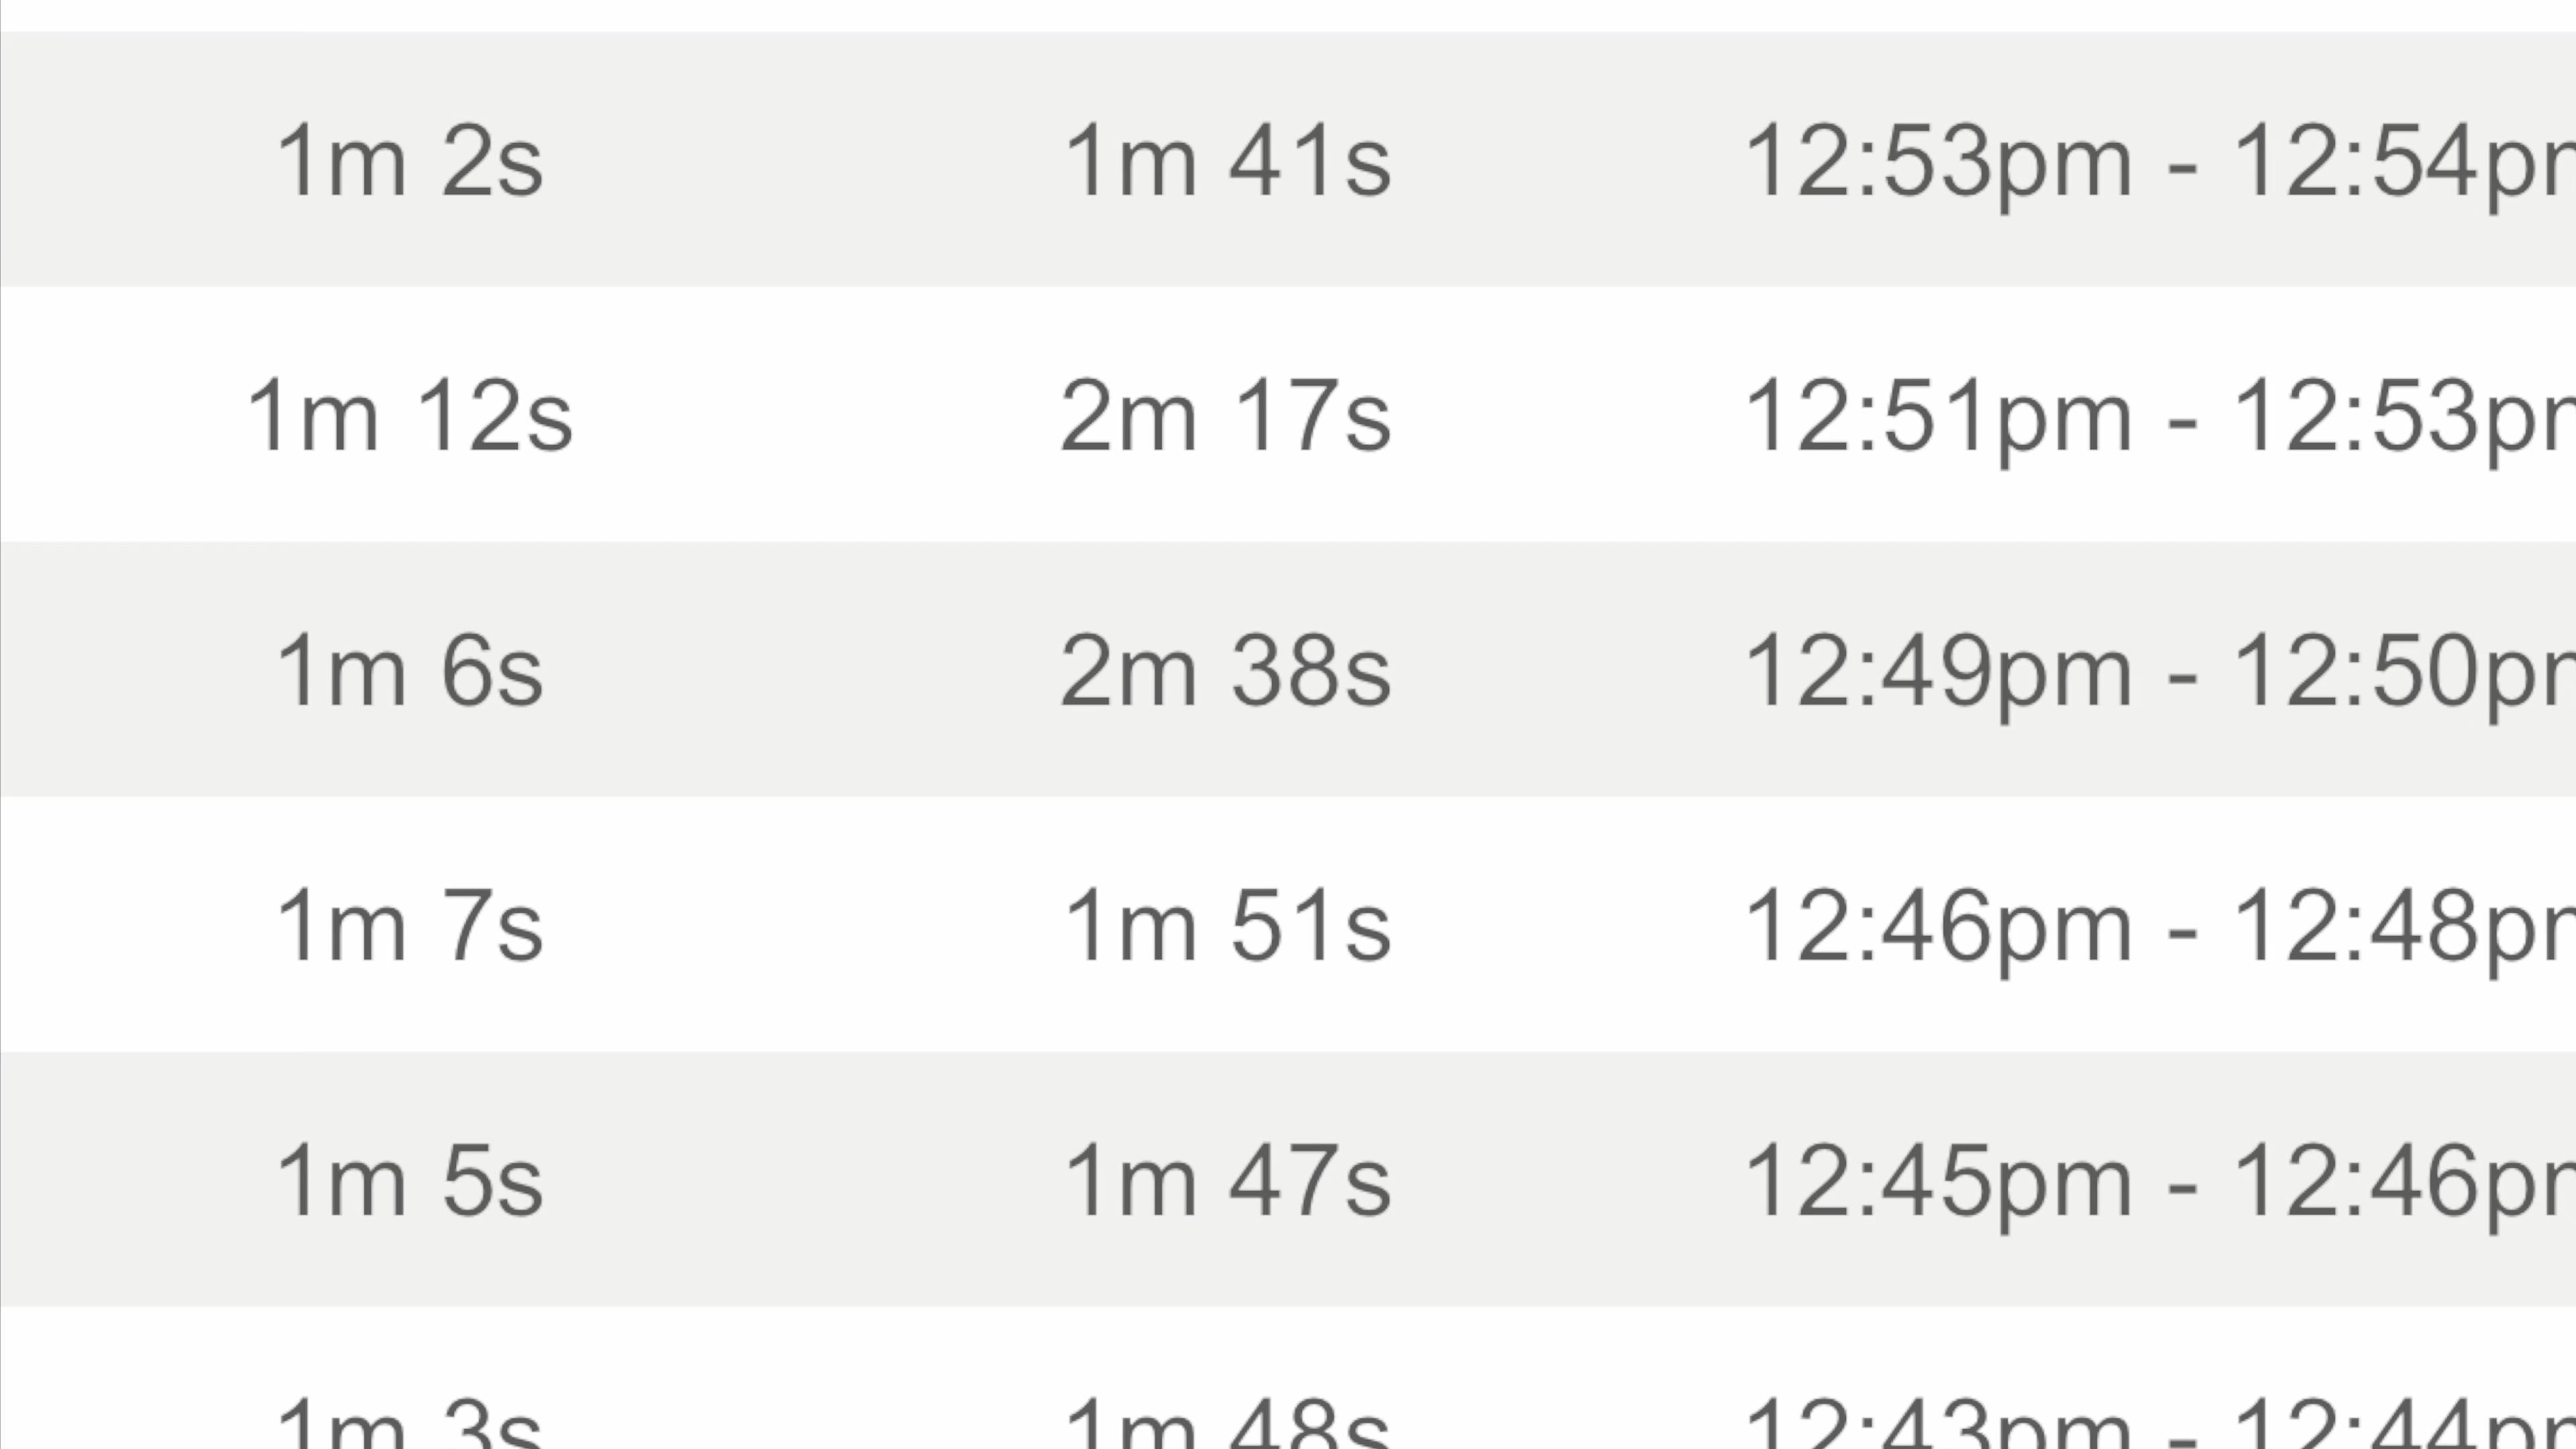 1m 2s 1m 41s 12:53pm - 12:54pm
1m 12s 2m 17s 12:51pm - 12:53pm
1m 6s 2m 38s 12:49pm - 12:50pm
1m 7s 1m 51s 12:46pm - 12:48pm
1m 5s 1m 47s 12:45pm - 12:46pm
1m 3s 1m 48s 12:43pm - 12:44pm